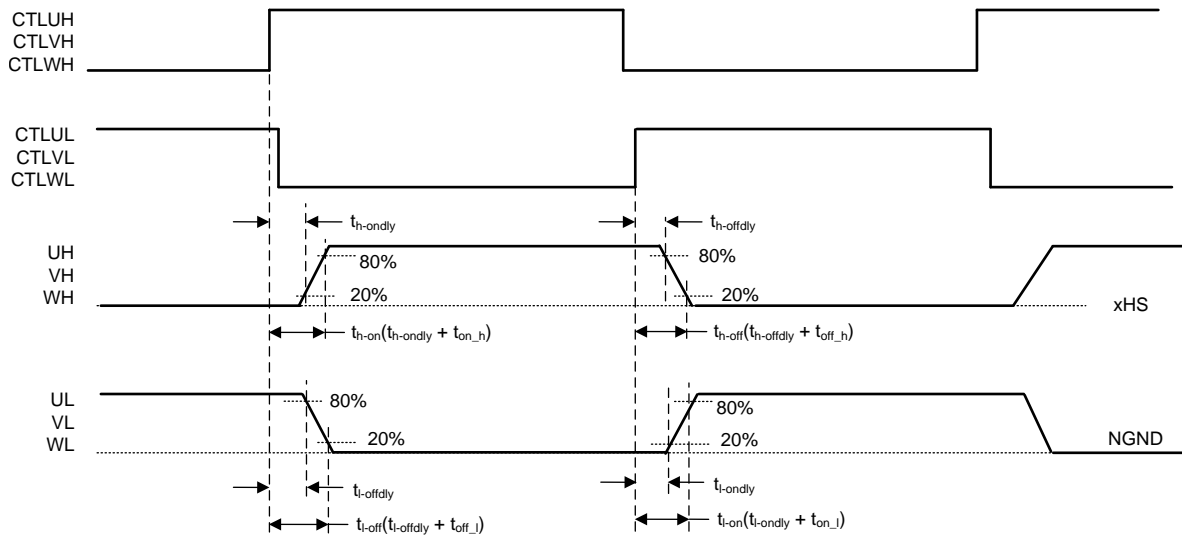 CTLUH
CTLVH
CTLWH
CTLUL
CTLVL
CTLWL
th-ondly
th-offdly
UH
VH
WH
80%
20%
80%
20%
xHS
th-on(th-ondly + ton_h)
th-off(th-offdly + toff_h)
UL
VL
WL
80%
20%
80%
20%
NGND
tl-offdly
tl-ondly
tl-off(tl-offdly + toff_l)
tl-on(tl-ondly + ton_l)